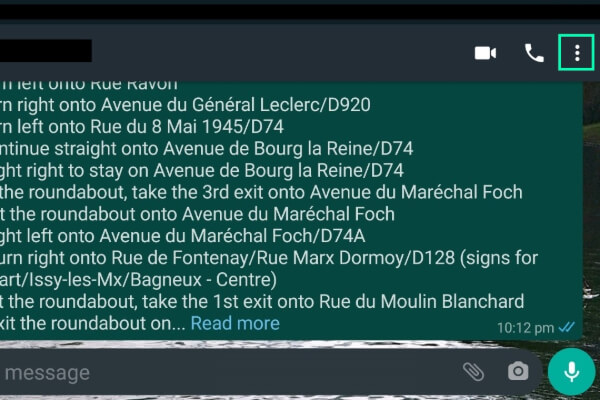 rn left onto Rue Ravon
rn right onto Avenue du Général Leclerc/D920
rn left onto Rue du 8 Mai 1945/D74
ntinue straight onto Avenue de Bourg la Reine/D74
ght right to stay on Avenue de Bourg la Reine/D74
the roundabout, take the 3rd exit onto Avenue du Maréchal Foch
t the roundabout onto Avenue du Maréchal Foch
ght left onto Avenue du Maréchal Foch/D74A
urn right onto Rue de Fontenay/Rue Marx Dormoy/D128 (signs for
art/Issy-les-Mx/Bagneux - Centre)
t the roundabout, take the 1st exit onto Rue du Moulin Blanchard
xit the roundabout on... Read more
10:12 pm
message